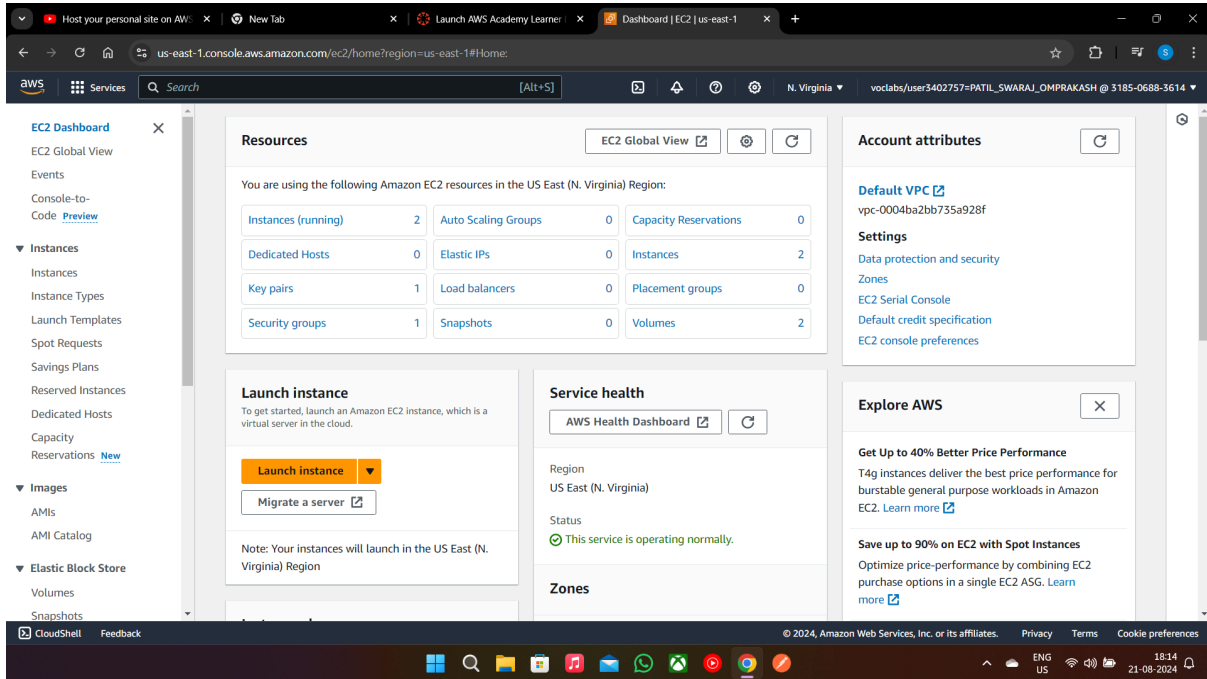 Host your personal site on AWS
New Tab
Launch AWS Academy Learner
Dashboard | EC2 | us-east-1
us-east-1.console.aws.amazon.com/ec2/home?region=us-east-1#Home:
S
aws
Services
Search
[Alt+S]
N. Virginia
voclabs/user3402757=PATIL_SWARAJ_OMPRAKASH @ 3185-0688-3614
EC2 Dashboard
EC2 Global View
Events
Console-to-
Code Preview
Instances
Instances
Instance Types
Launch Templates
Spot Requests
Savings Plans
Reserved Instances
Dedicated Hosts
Capacity
Reservations New
Images
AMIs
AMI Catalog
Elastic Block Store
Volumes
Snapshots
Resources
EC2 Global View
You are using the following Amazon EC2 resources in the US East (N. Virginia) Region:
Instances (running) 2
Auto Scaling Groups 0
Capacity Reservations 0
Dedicated Hosts 0
Elastic IPs 0
Instances 2
Key pairs 1
Load balancers 0
Placement groups 0
Security groups 1
Snapshots 0
Volumes 2
Launch instance
To get started, launch an Amazon EC2 instance, which is a
virtual server in the cloud.
Launch instance
Migrate a server
Note: Your instances will launch in the US East (N.
Virginia) Region
Service health
AWS Health Dashboard
Region
US East (N. Virginia)
Status
This service is operating normally.
Zones
Account attributes
Default VPC
vpc-0004ba2bb735a928f
Settings
Data protection and security
Zones
EC2 Serial Console
Default credit specification
EC2 console preferences
Explore AWS
Get Up to 40% Better Price Performance
T4g instances deliver the best price performance for
burstable general purpose workloads in Amazon
EC2. Learn more
Save up to 90% on EC2 with Spot Instances
Optimize price-performance by combining EC2
purchase options in a single EC2 ASG. Learn
more
CloudShell
Feedback
© 2024, Amazon Web Services, Inc. or its affiliates.
Privacy
Terms
Cookie preferences
ENG
US
18:14
21-08-2024